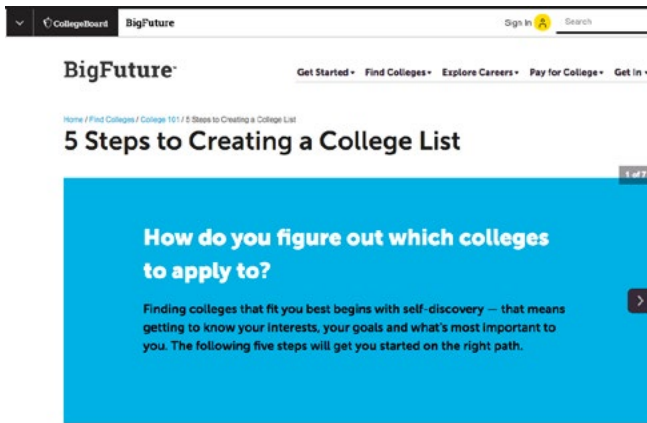 CollegeBoard BigFuture Sign In Search
BigFuture
Get Started Find Colleges Explore Careers Pay for College Get In
Home / Find Colleges / College 101 / 5 Steps to Creating a College List
5 Steps to Creating a College List
1 of 7
How do you figure out which colleges
to apply to?
Finding colleges that fit you best begins with self-discovery — that means
getting to know your interests, your goals and what's most important to
you. The following five steps will get you started on the right path.